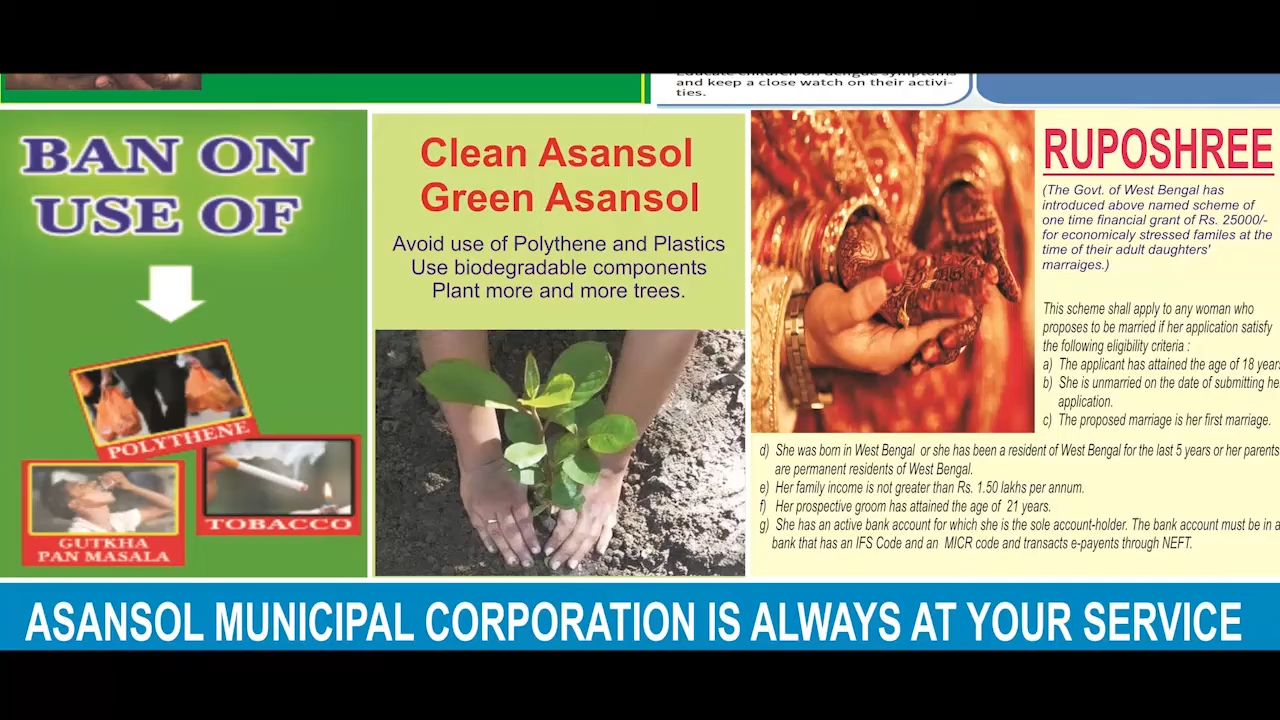 Educate children on dengue symptoms
and keep a close watch on their activi-
ties.
BAN ON
USE OF
POLYTHENE
TOBACCO
GUTKHA
PAN MASALA
Clean Asansol
Green Asansol
Avoid use of Polythene and Plastics
Use biodegradable components
Plant more and more trees.
RUPOSHREE
(The Govt. of West Bengal has
introduced above named scheme of
one time financial grant of Rs. 25000/-
for economicaly stressed familes at the
time of their adult daughters'
marraiges.)
This scheme shall apply to any woman who
proposes to be married if her application satisfy
the following eligibility criteria :
a) The applicant has attained the age of 18 years
b) She is unmarried on the date of submitting he
application.
c) The proposed marriage is her first marriage.
d) She was born in West Bengal or she has been a resident of West Bengal for the last 5 years or her parents
are permanent residents of West Bengal.
e) Her family income is not greater than Rs. 1.50 lakhs per annum.
f) Her prospective groom has attained the age of 21 years.
g) She has an active bank account for which she is the sole account-holder. The bank account must be in a
bank that has an IFS Code and an MICR code and transacts e-payents through NEFT.
ASANSOL MUNICIPAL CORPORATION IS ALWAYS AT YOUR SERVICE